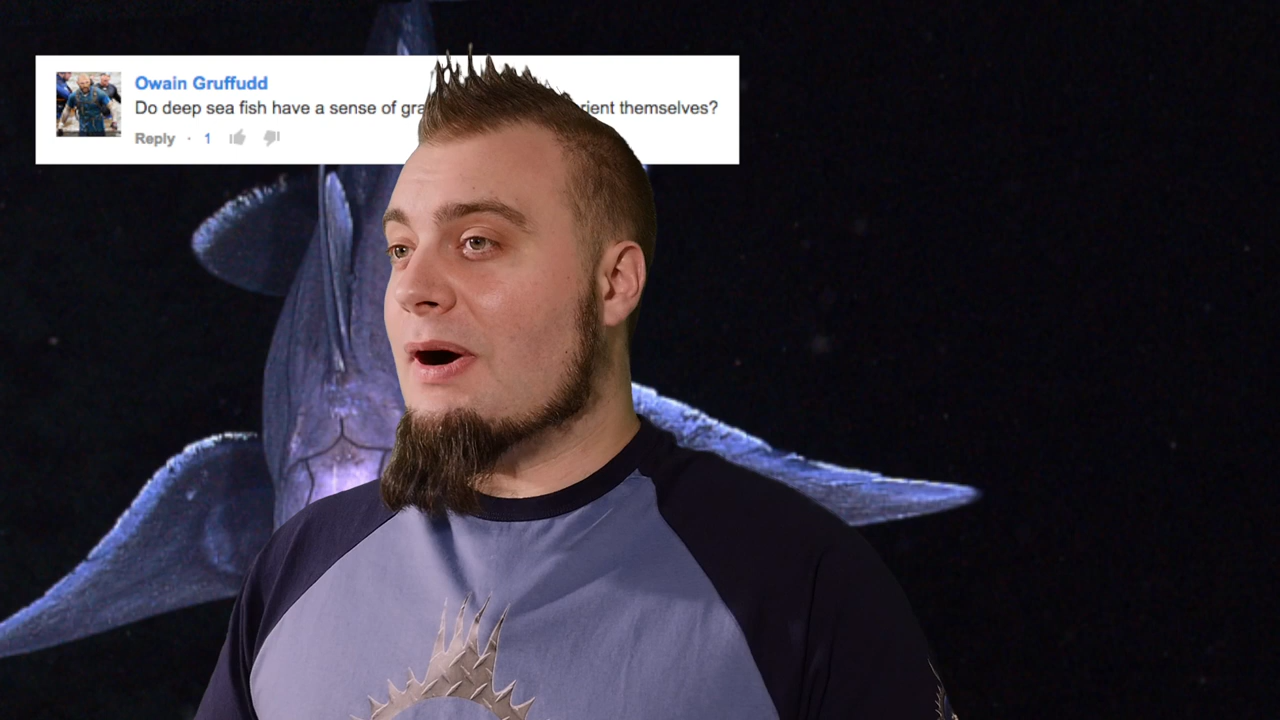 Owain Gruffudd
Do deep sea fish have a sense of gra rient themselves?
Reply · 1